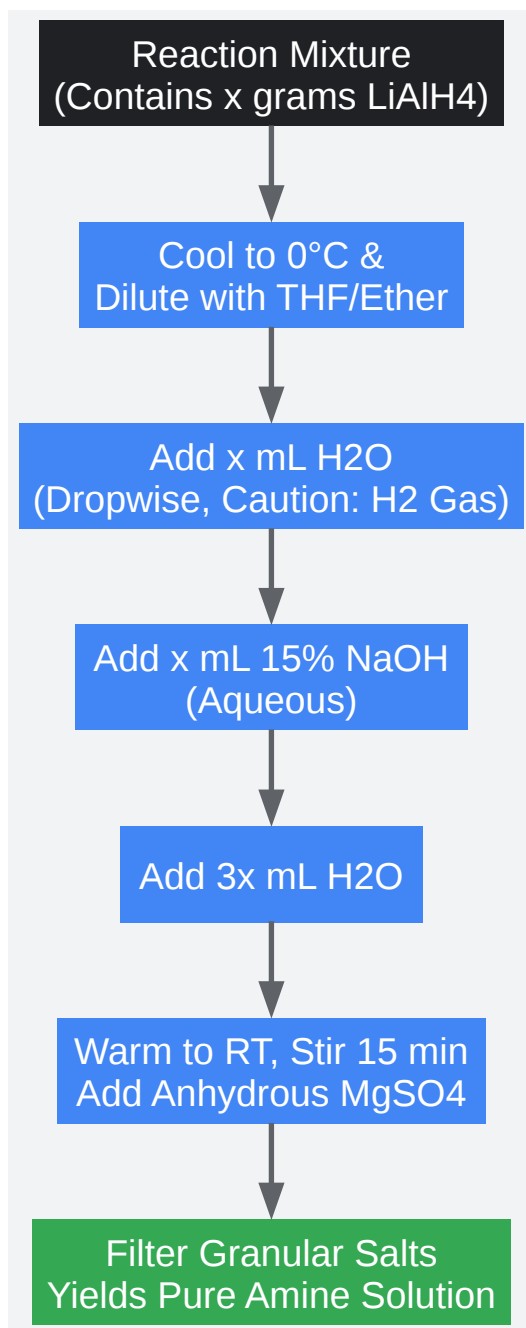 Reaction Mixture
(Contains x grams LiAlH4)
Cool to 0°C &
Dilute with THF/Ether
Add x mL H2O
(Dropwise, Caution: H2 Gas)
Add x mL 15% NaOH
(Aqueous)
Add 3x mL H2O
Warm to RT, Stir 15 min
Add Anhydrous MgSO4
Filter Granular Salts
Yields Pure Amine Solution